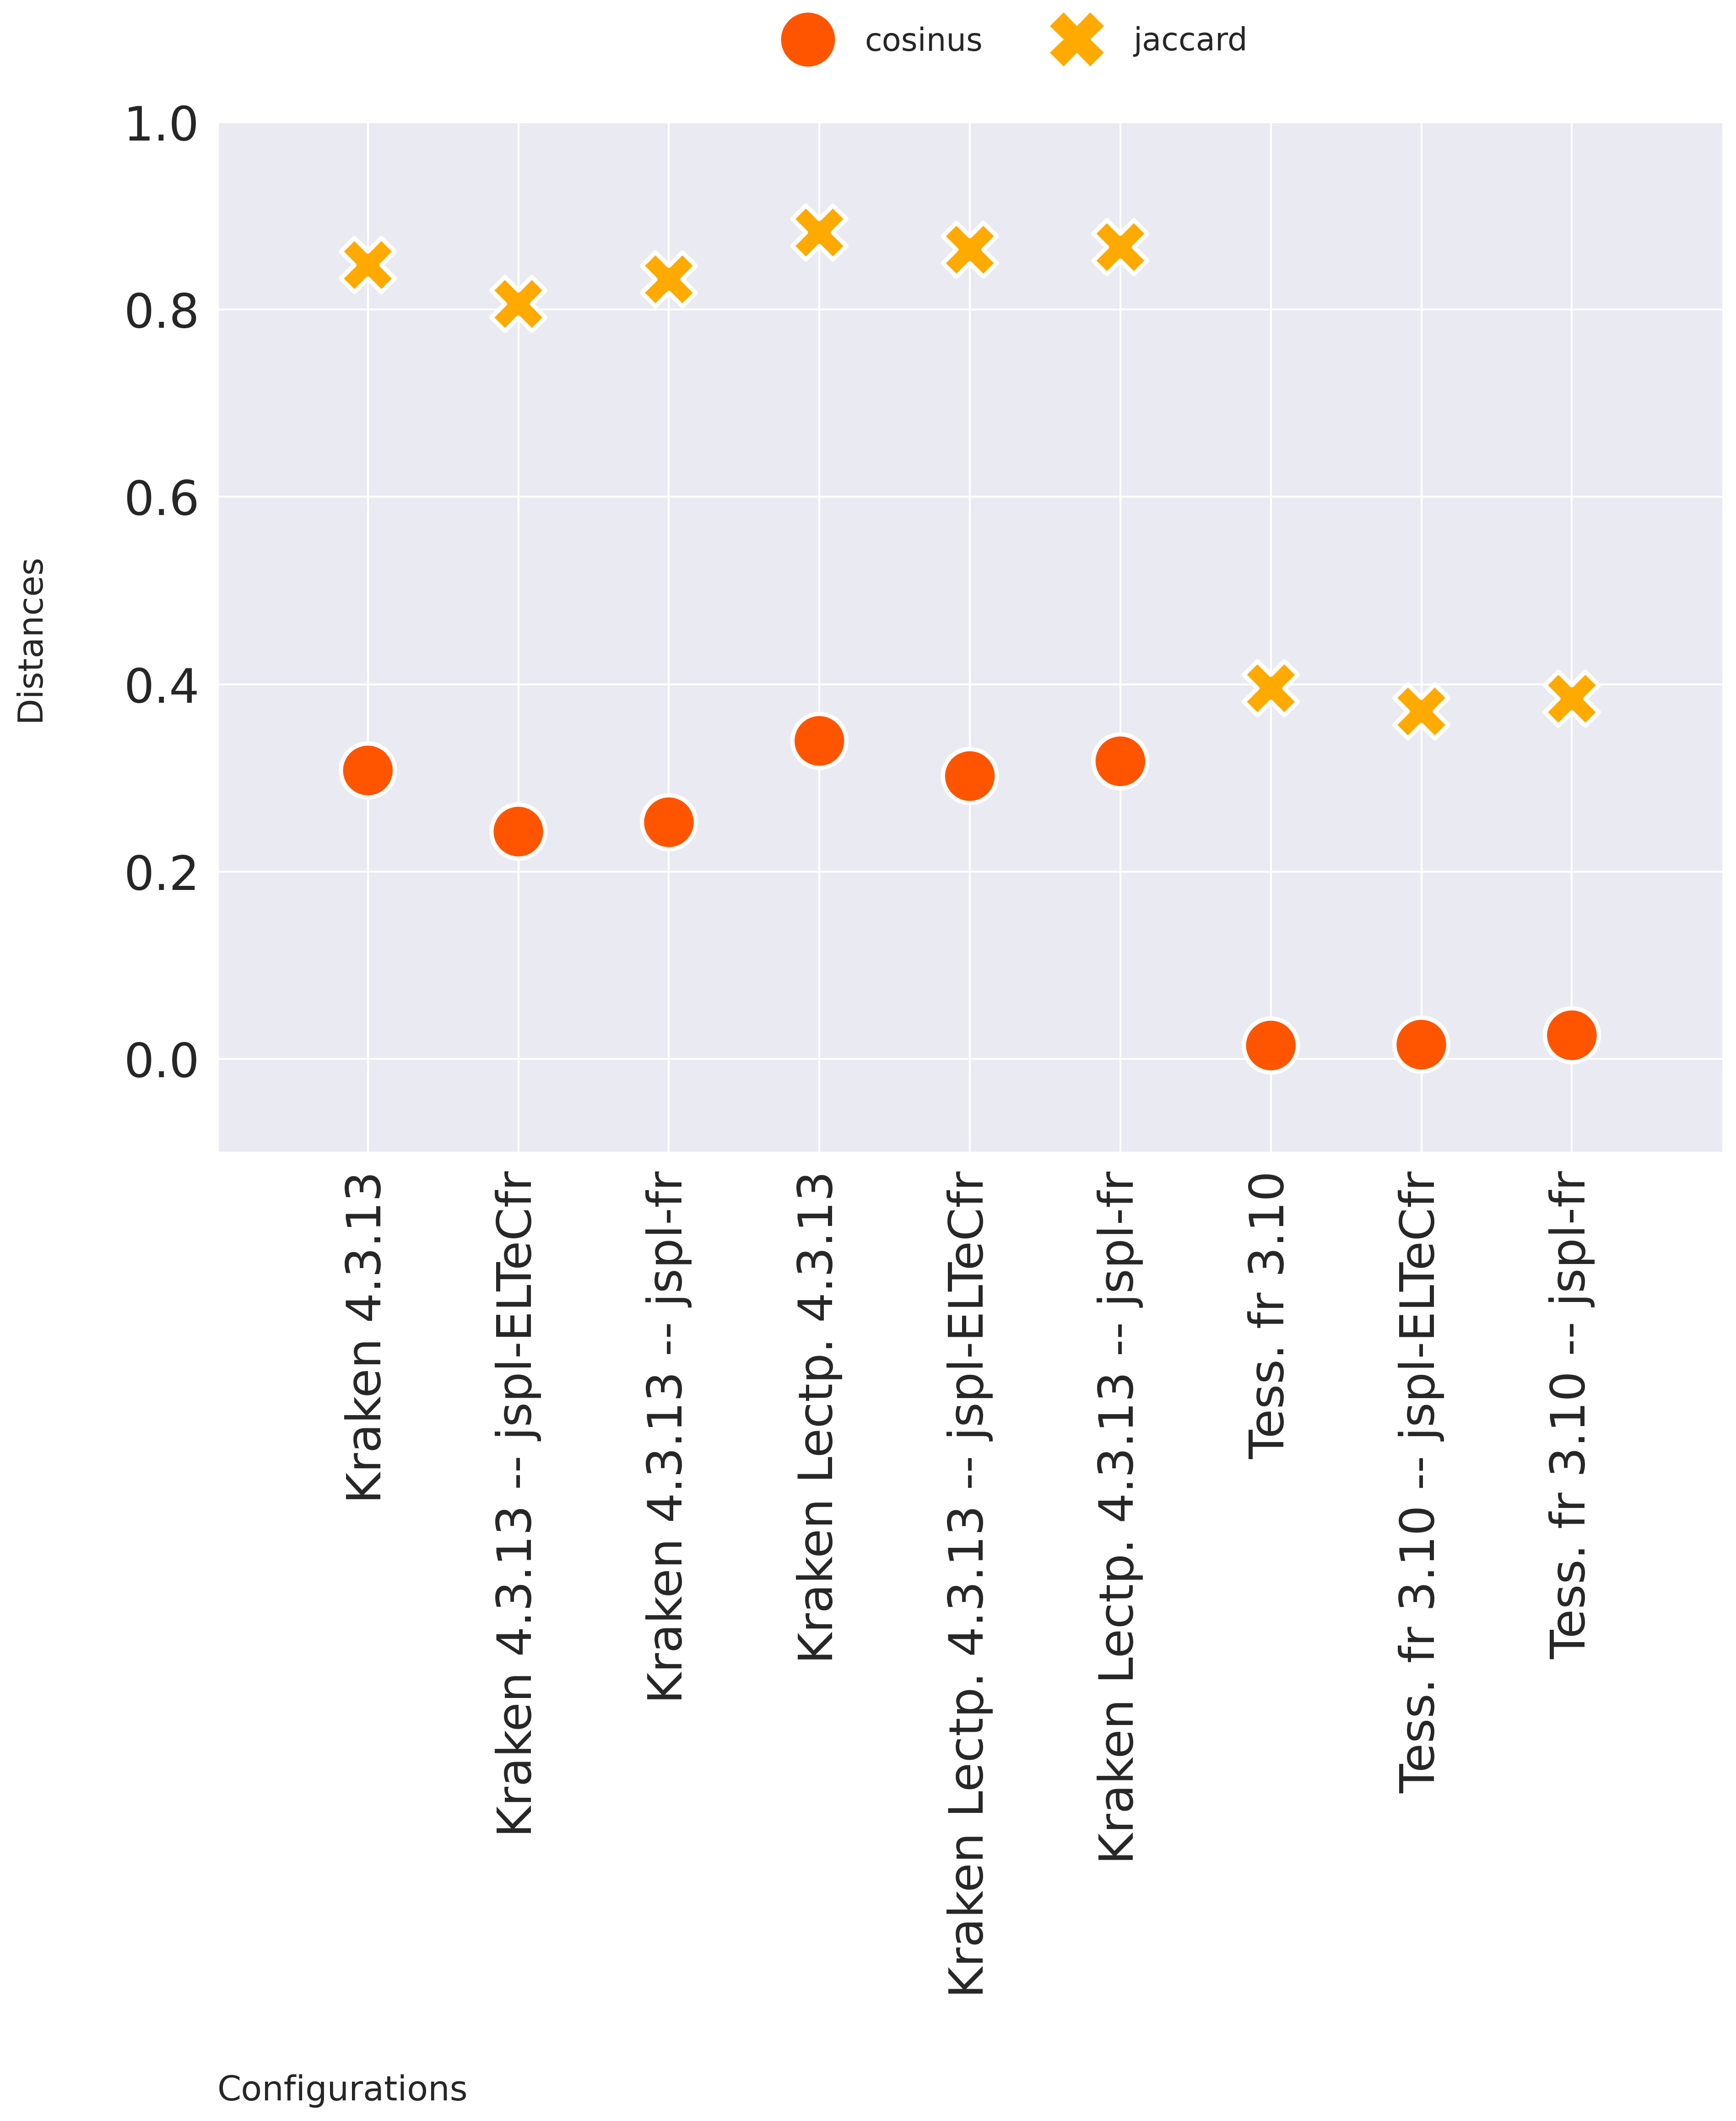 cosinus jaccard
1.0
0.8
0.6
0.4
0.2
0.0
Distances
Kraken 4.3.13
Kraken 4.3.13 -- jspl-ELTeCfr
Kraken 4.3.13 -- jspl-fr
Kraken Lectp. 4.3.13
Kraken Lectp. 4.3.13 -- jspl-ELTeCfr
Kraken Lectp. 4.3.13 -- jspl-fr
Tess. fr 3.10
Tess. fr 3.10 -- jspl-ELTeCfr
Tess. fr 3.10 -- jspl-fr
Configurations